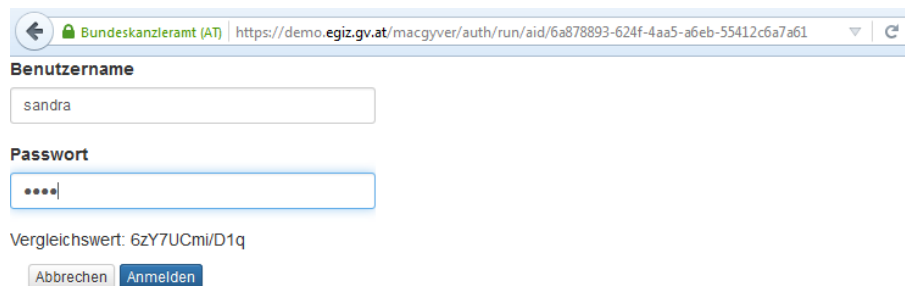 Bundeskanzleramt (AT) https://demo.egiz.gv.at/macgyver/auth/run/aid/6a878893-624f-4aa5-a6eb-55412c6a7a61
Benutzername
sandra
Passwort
••••
Vergleichswert: 6zY7UCmi/D1q
Abbrechen Anmelden